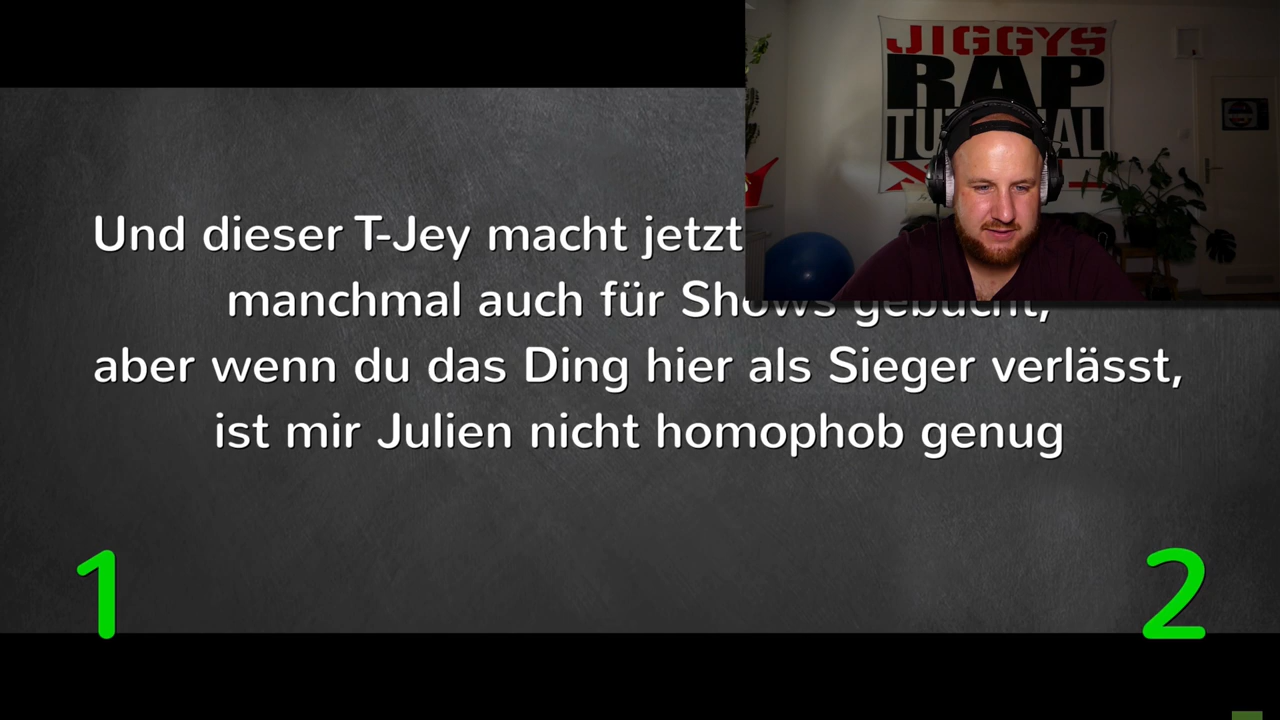 JIGGYS
RAP
Und dieser T-Jey macht jetzt
manchmal auch für Shows gebucht,
aber wenn du das Ding hier als Sieger verlässt,
ist mir Julien nicht homophob genug
1
2